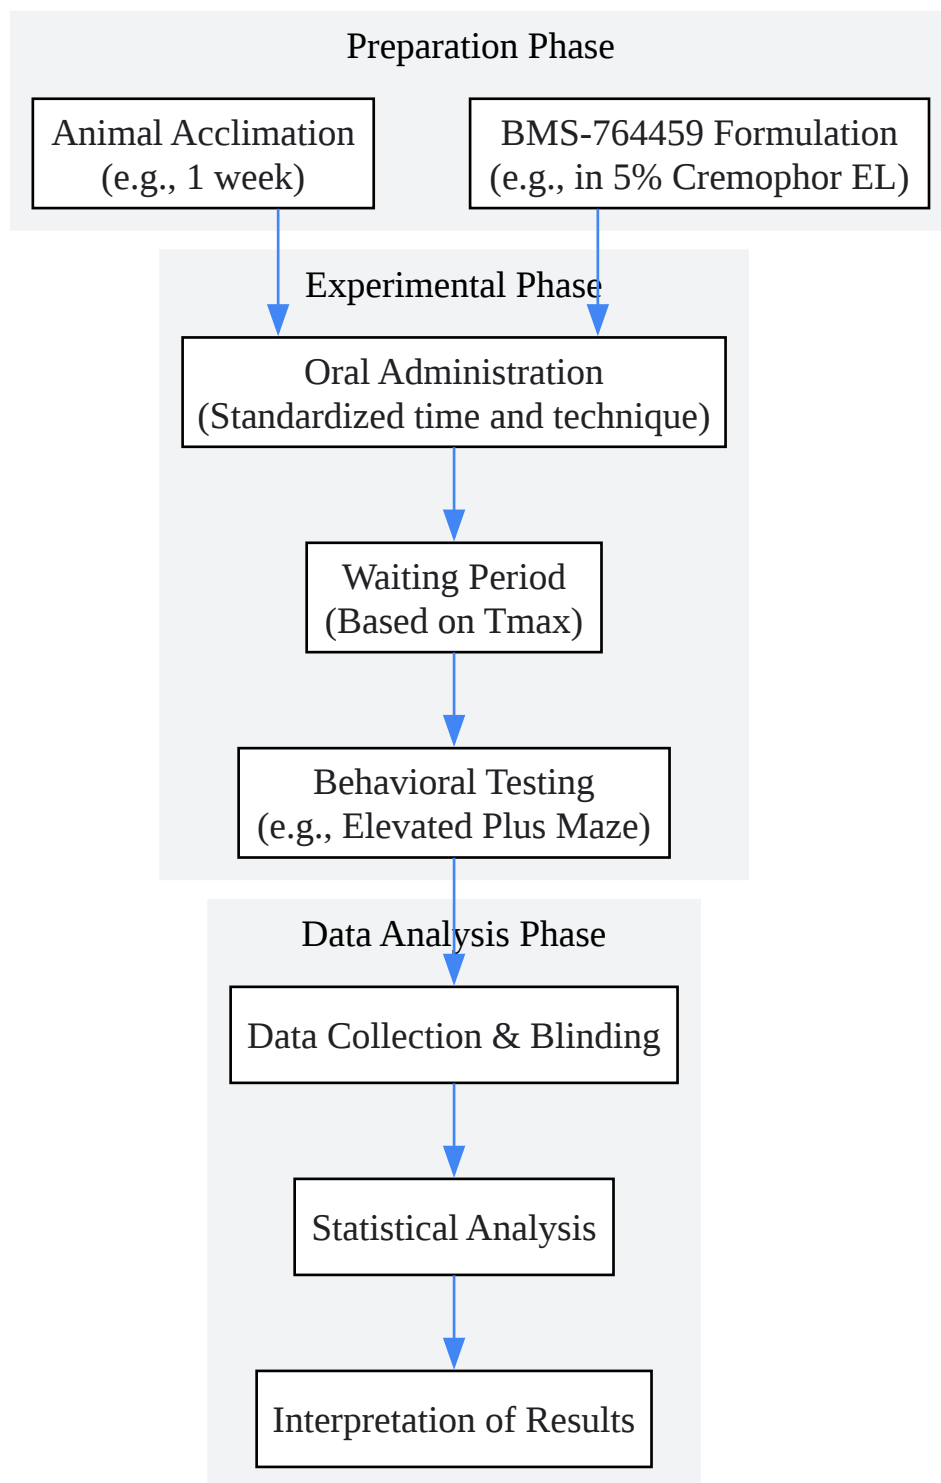 Preparation Phase
Animal Acclimation
(e.g., 1 week)
BMS-764459 Formulation
(e.g., in 5% Cremophor EL)
Experimental Phase
Oral Administration
(Standardized time and technique)
Waiting Period
(Based on Tmax)
Behavioral Testing
(e.g., Elevated Plus Maze)
Data Analysis Phase
Data Collection & Blinding
Statistical Analysis
Interpretation of Results